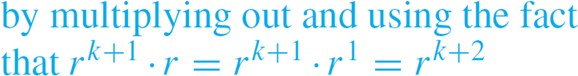 by multiplying out and using the fact
that r^{k+1} · r = r^{k+1} · r^1 = r^{k+2}